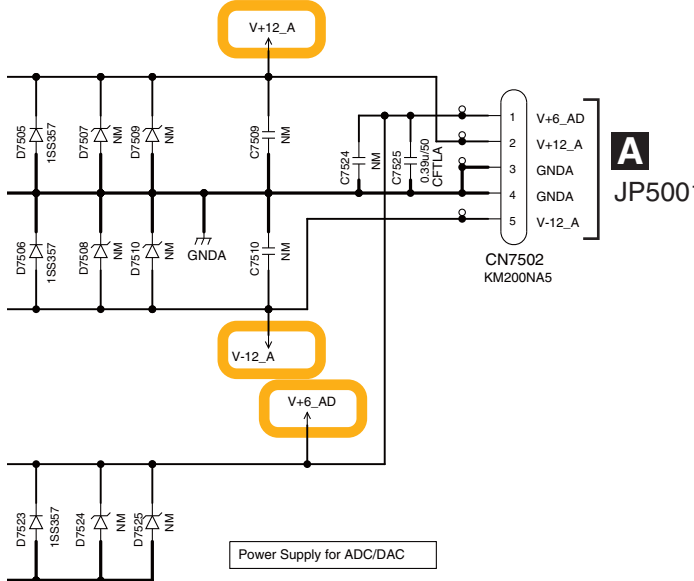 V+12_A
D7505
1SS357
D7507
NM
D7509
NM
C7509
NM
C7524
NM
C7525
0.39u/50
CFTLA
1 V+6_AD
2 V+12_A
3 GNDA
4 GNDA
5 V-12_A
A
JP5001
CN7502
KM200NA5
D7506
1SS357
D7508
NM
D7510
NM
GNDA
C7510
NM
V-12_A
V+6_AD
D7523
1SS357
D7524
NM
D7525
NM
Power Supply for ADC/DAC